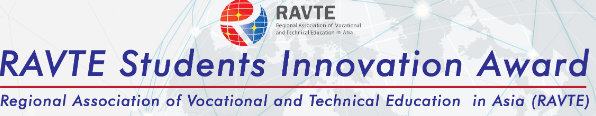 RAVTE
Regional Association of Vocational
and Technical Education in Asia
RAVTE Students Innovation Award
Regional Association of Vocational and Technical Education in Asia (RAVTE)